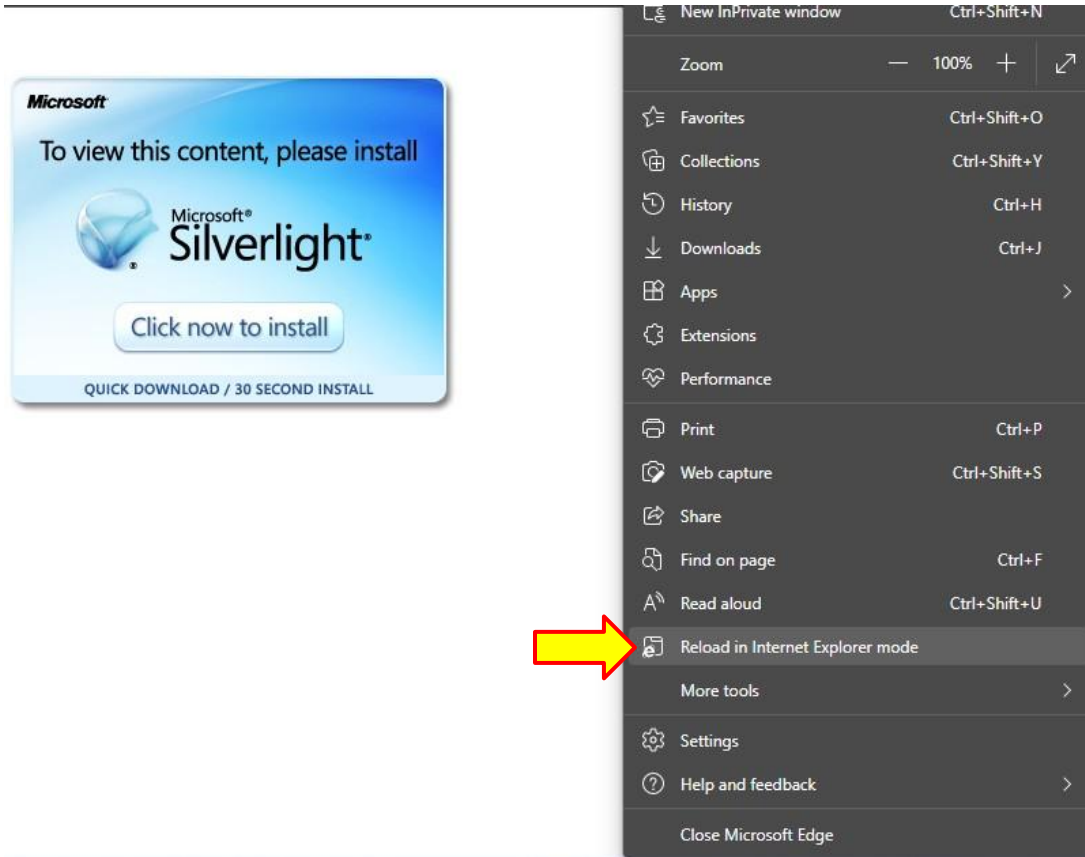 Microsoft
To view this content, please install
Microsoft®
Silverlight®
Click now to install
QUICK DOWNLOAD / 30 SECOND INSTALL
New InPrivate window Ctrl+Shift+N
Zoom — 100% +
Favorites Ctrl+Shift+O
Collections Ctrl+Shift+Y
History Ctrl+H
Downloads Ctrl+J
Apps
Extensions
Performance
Print Ctrl+P
Web capture Ctrl+Shift+S
Share
Find on page Ctrl+F
Read aloud Ctrl+Shift+U
Reload in Internet Explorer mode
More tools
Settings
Help and feedback
Close Microsoft Edge